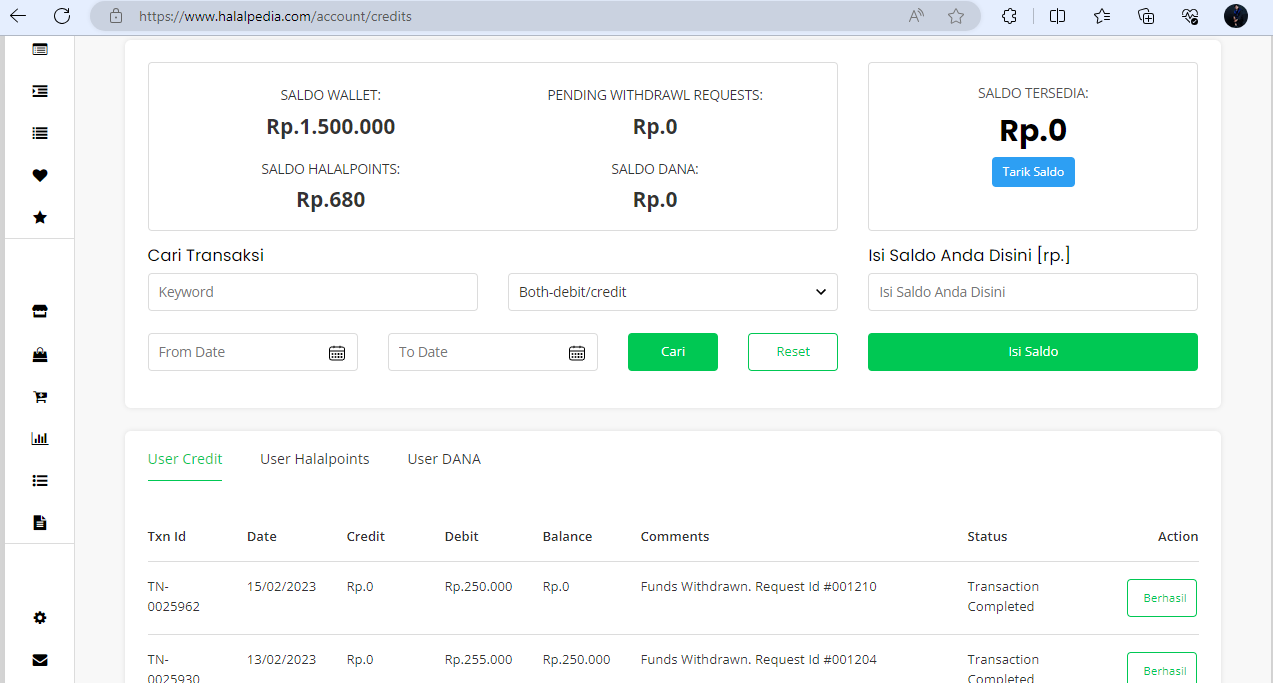 https://www.halalpedia.com/account/credits
SALDO WALLET:
Rp.1.500.000
PENDING WITHDRAWL REQUESTS:
Rp.0
SALDO HALALPOINTS:
Rp.680
SALDO DANA:
Rp.0
SALDO TERSEDIA:
Rp.0
Tarik Saldo
Cari Transaksi
Keyword
Both-debit/credit
From Date
To Date
Cari
Reset
Isi Saldo Anda Disini [rp.]
Isi Saldo Anda Disini
Isi Saldo
User Credit User Halalpoints User DANA
Txn Id Date Credit Debit Balance Comments Status Action
TN-0025962 15/02/2023 Rp.0 Rp.250.000 Rp.0 Funds Withdrawn. Request Id #001210 Transaction Completed Berhasil
TN-0025930 13/02/2023 Rp.0 Rp.255.000 Rp.250.000 Funds Withdrawn. Request Id #001204 Transaction Completed Berhasil